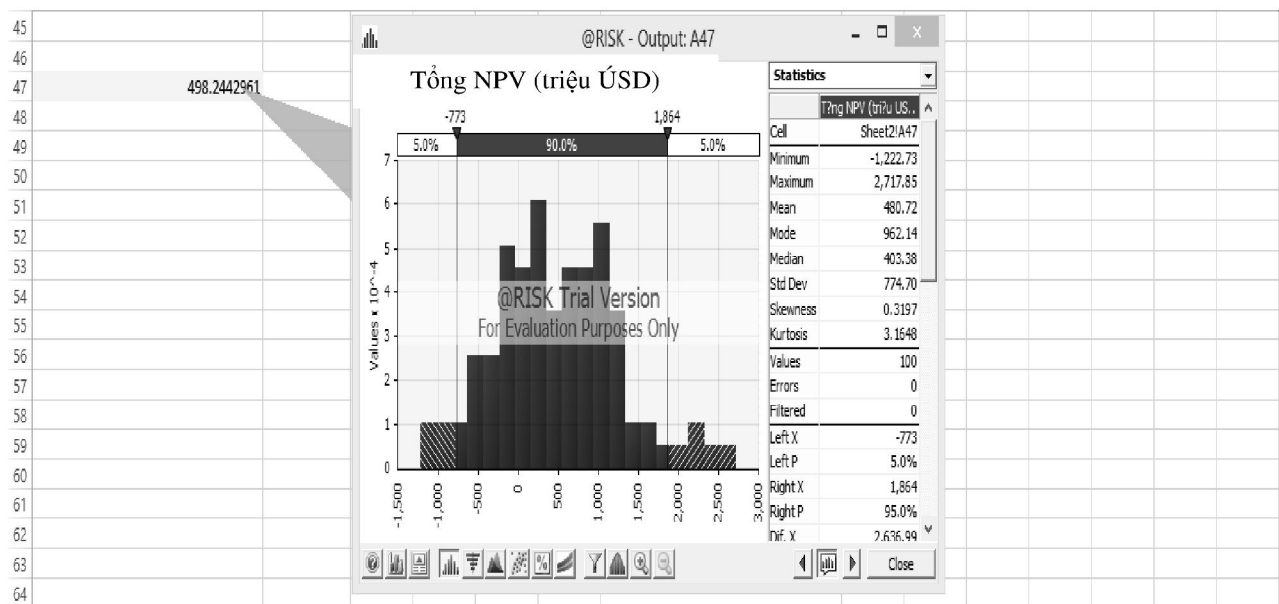 @RISK - Output: A47
Tổng NPV (triệu ÚSD)
-773 1,864
5.0% 90.0% 5.0%
7
6
5
4
3
2
1
0
Values x 10^-4
@RISK Trial Version
For Evaluation Purposes Only
-1,500 -1,000 -500 0 500 1,000 1,500 2,000 2,500 3,000
Statistics
T?ng NPV (tri?u US..
Cell Sheet2!A47
Minimum -1,222.73
Maximum 2,717.85
Mean 480.72
Mode 962.14
Median 403.38
Std Dev 774.70
Skewness 0.3197
Kurtosis 3.1648
Values 100
Errors 0
Filtered 0
Left X -773
Left P 5.0%
Right X 1,864
Right P 95.0%
Dif. X 2,636.99
Close
45
46
47 498.2442961
48
49
50
51
52
53
54
55
56
57
58
59
60
61
62
63
64